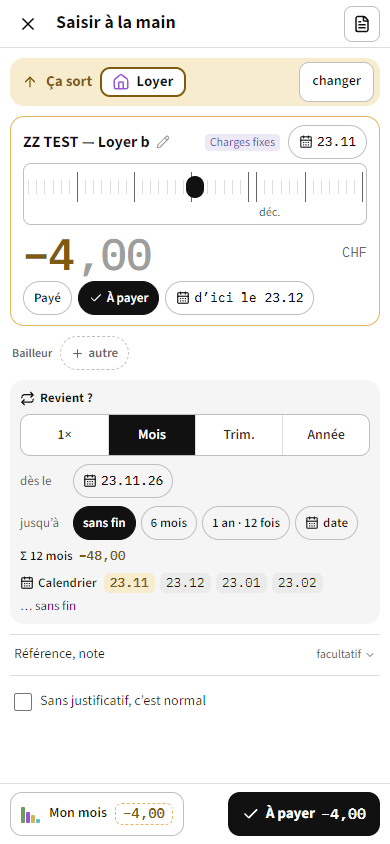 Saisir à la main
Ça sort Loyer changer
ZZ TEST — Loyer b Charges fixes 23.11
déc.
−4,00 CHF
Payé À payer d’ici le 23.12
Bailleur + autre
Revient ?
1× Mois Trim. Année
dès le 23.11.26
jusqu’à sans fin 6 mois 1 an · 12 fois date
Σ 12 mois −48,00
Calendrier 23.11 23.12 23.01 23.02
… sans fin
Référence, note facultatif
Sans justificatif, c’est normal
Mon mois −4,00 À payer −4,00